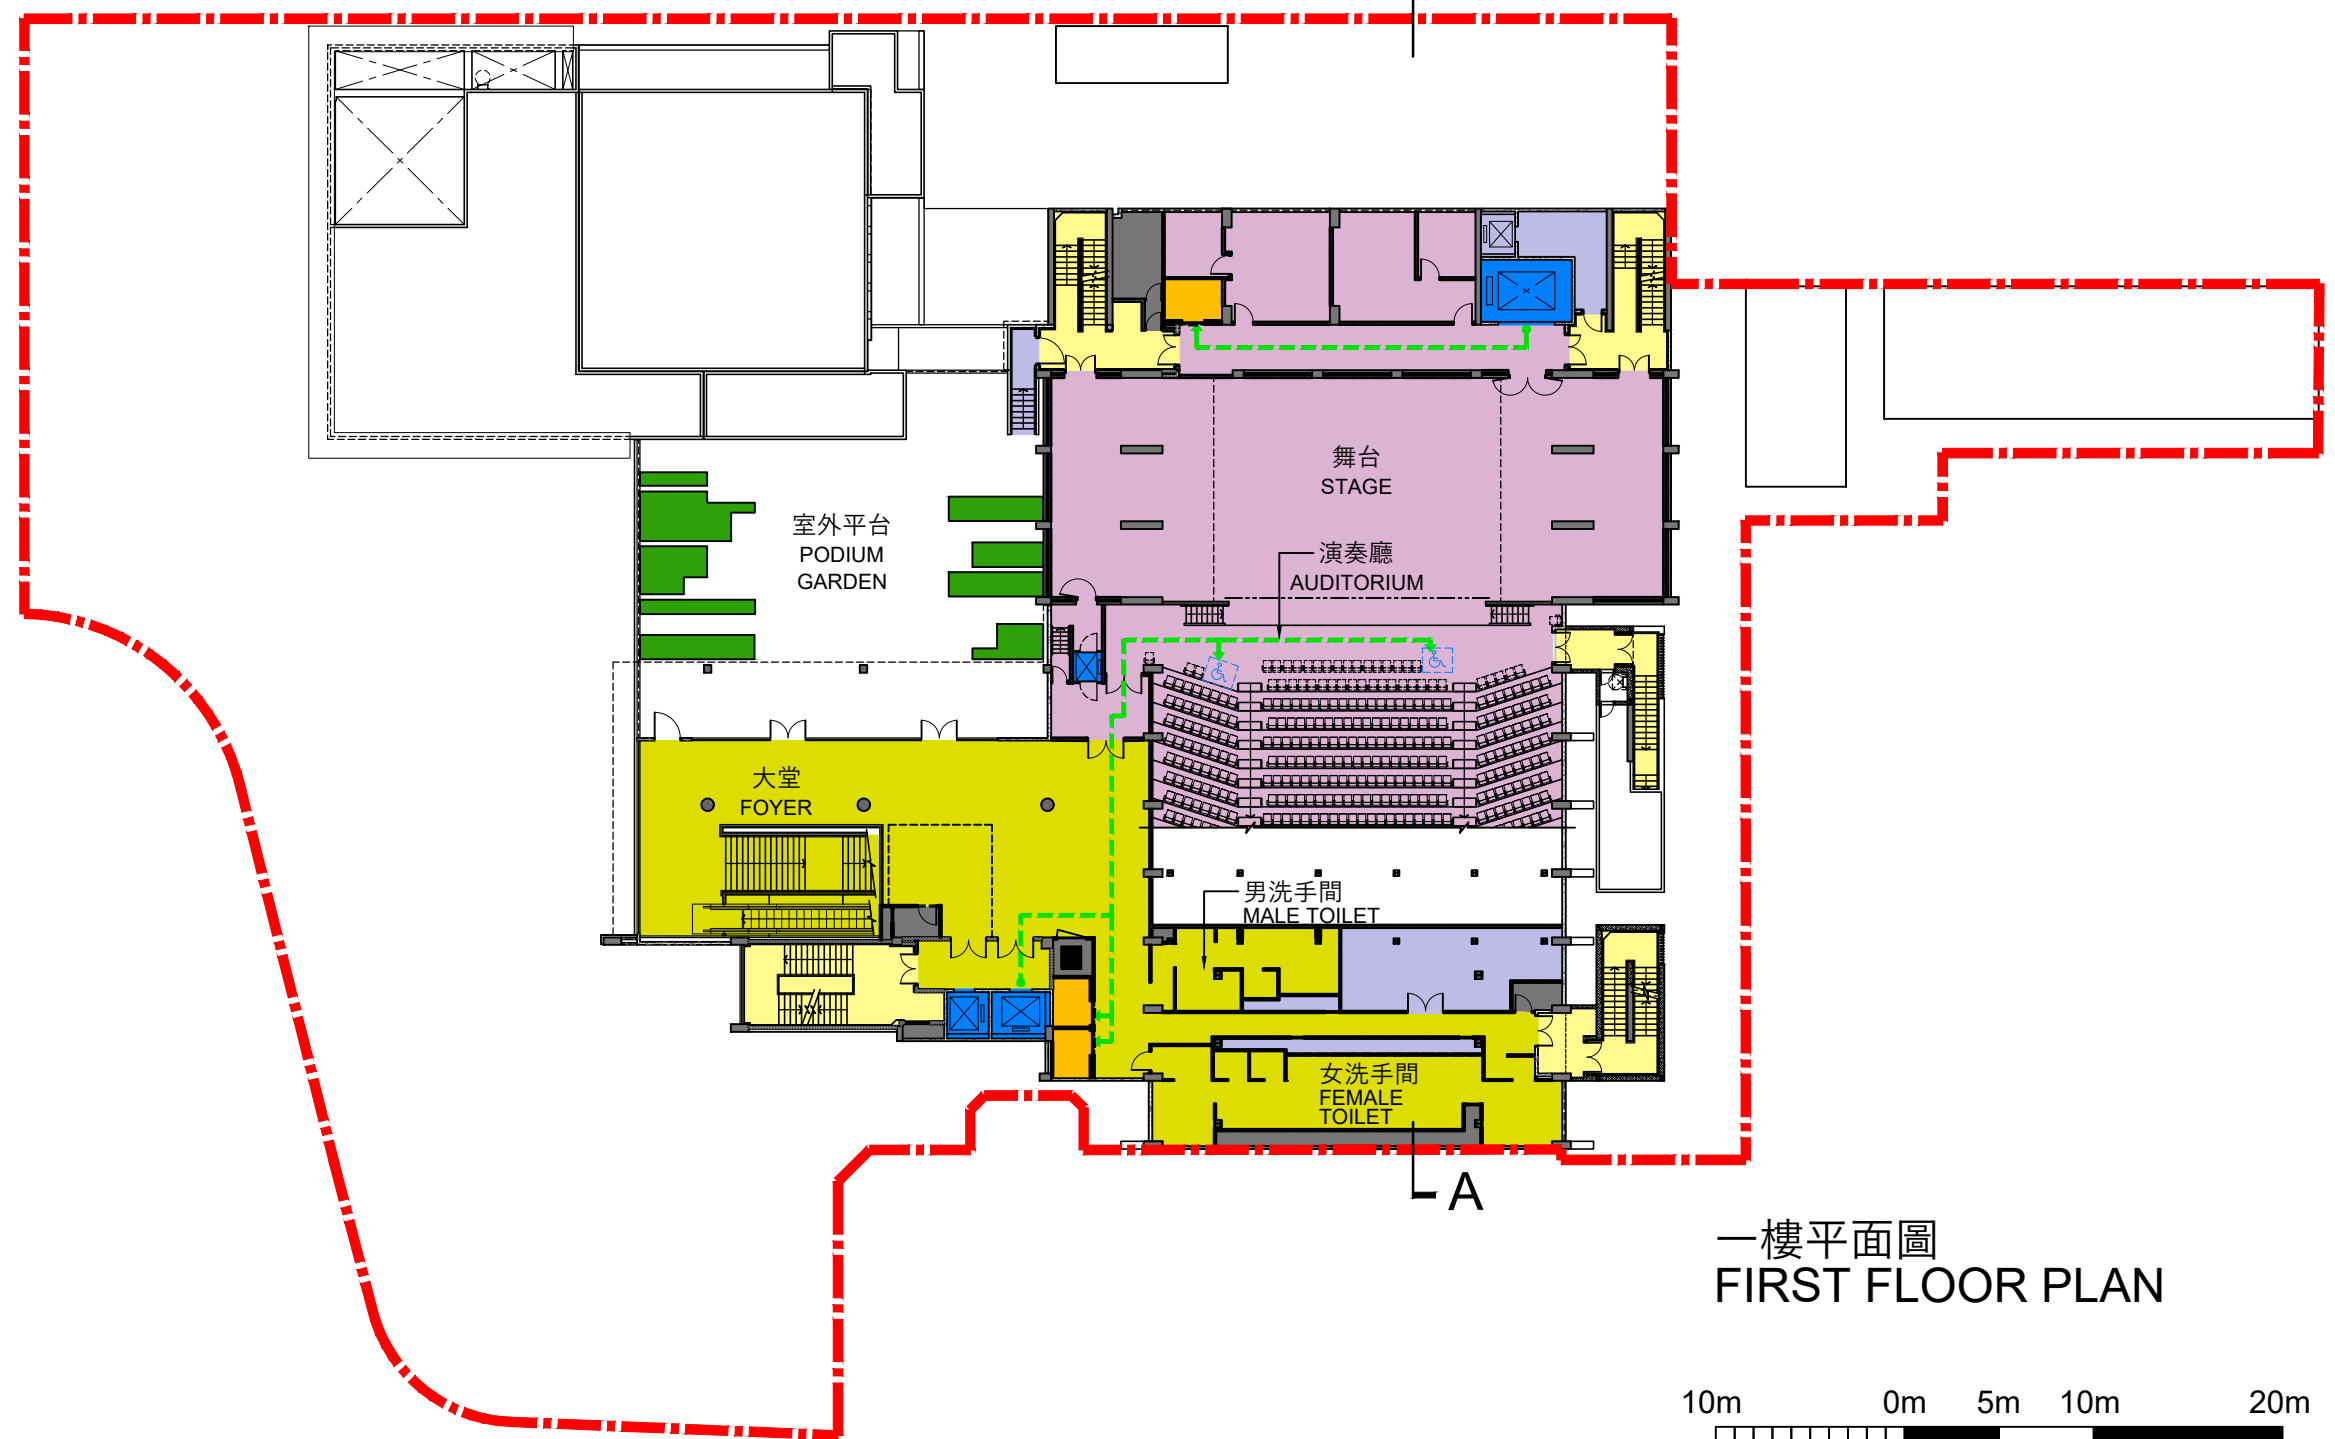 舞台
STAGE
室外平台
PODIUM
GARDEN
演奏廳
AUDITORIUM
大堂
FOYER
男洗手間
MALE TOILET
女洗手間
FEMALE
TOILET
A
一樓平面圖
FIRST FLOOR PLAN
10m 0m 5m 10m 20m